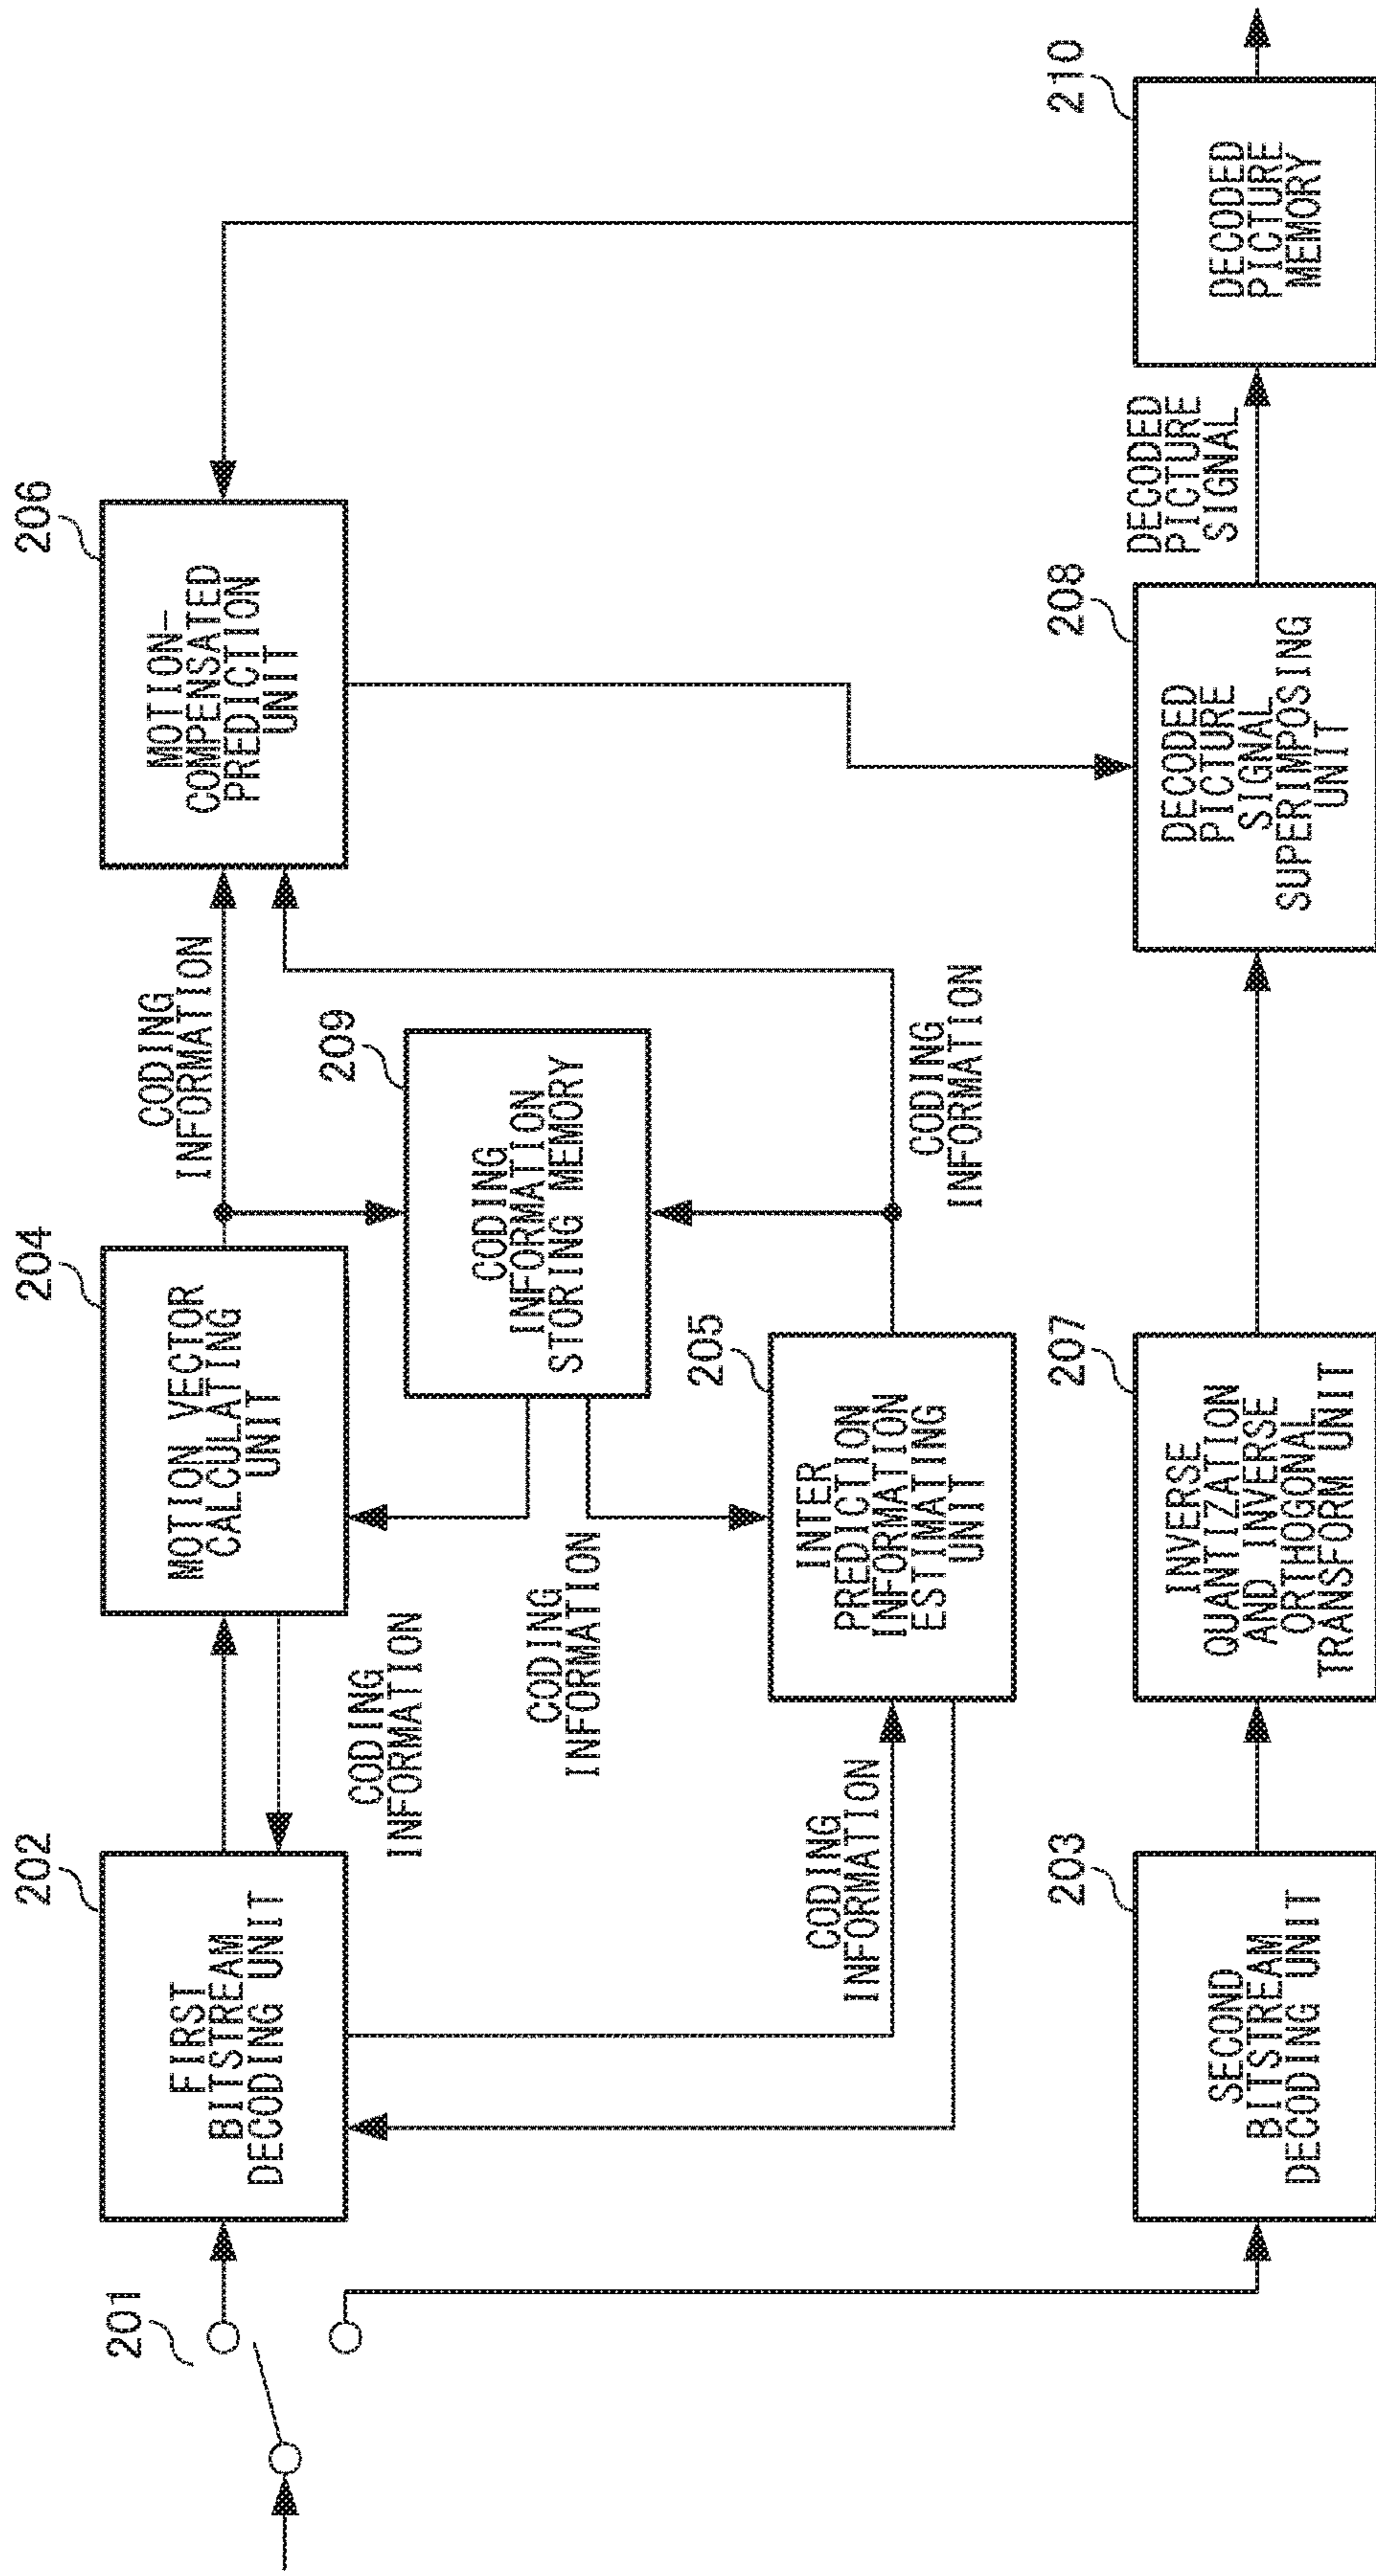 201
202
FIRST
BITSTREAM
DECODING UNIT
204
MOTION VECTOR
CALCULATING
UNIT
CODING
INFORMATION
206
MOTION-
COMPENSATED
PREDICTION
UNIT
CODING
INFORMATION
209
CODING
INFORMATION
STORING MEMORY
CODING
INFORMATION
205
INTER
PREDICTION
INFORMATION
ESTIMATING
UNIT
CODING
INFORMATION
CODING
INFORMATION
203
SECOND
BITSTREAM
DECODING UNIT
207
INVERSE
QUANTIZATION
AND INVERSE
ORTHOGONAL
TRANSFORM UNIT
208
DECODED
PICTURE
SIGNAL
SUPERIMPOSING
UNIT
DECODED
PICTURE
SIGNAL
210
DECODED
PICTURE
MEMORY